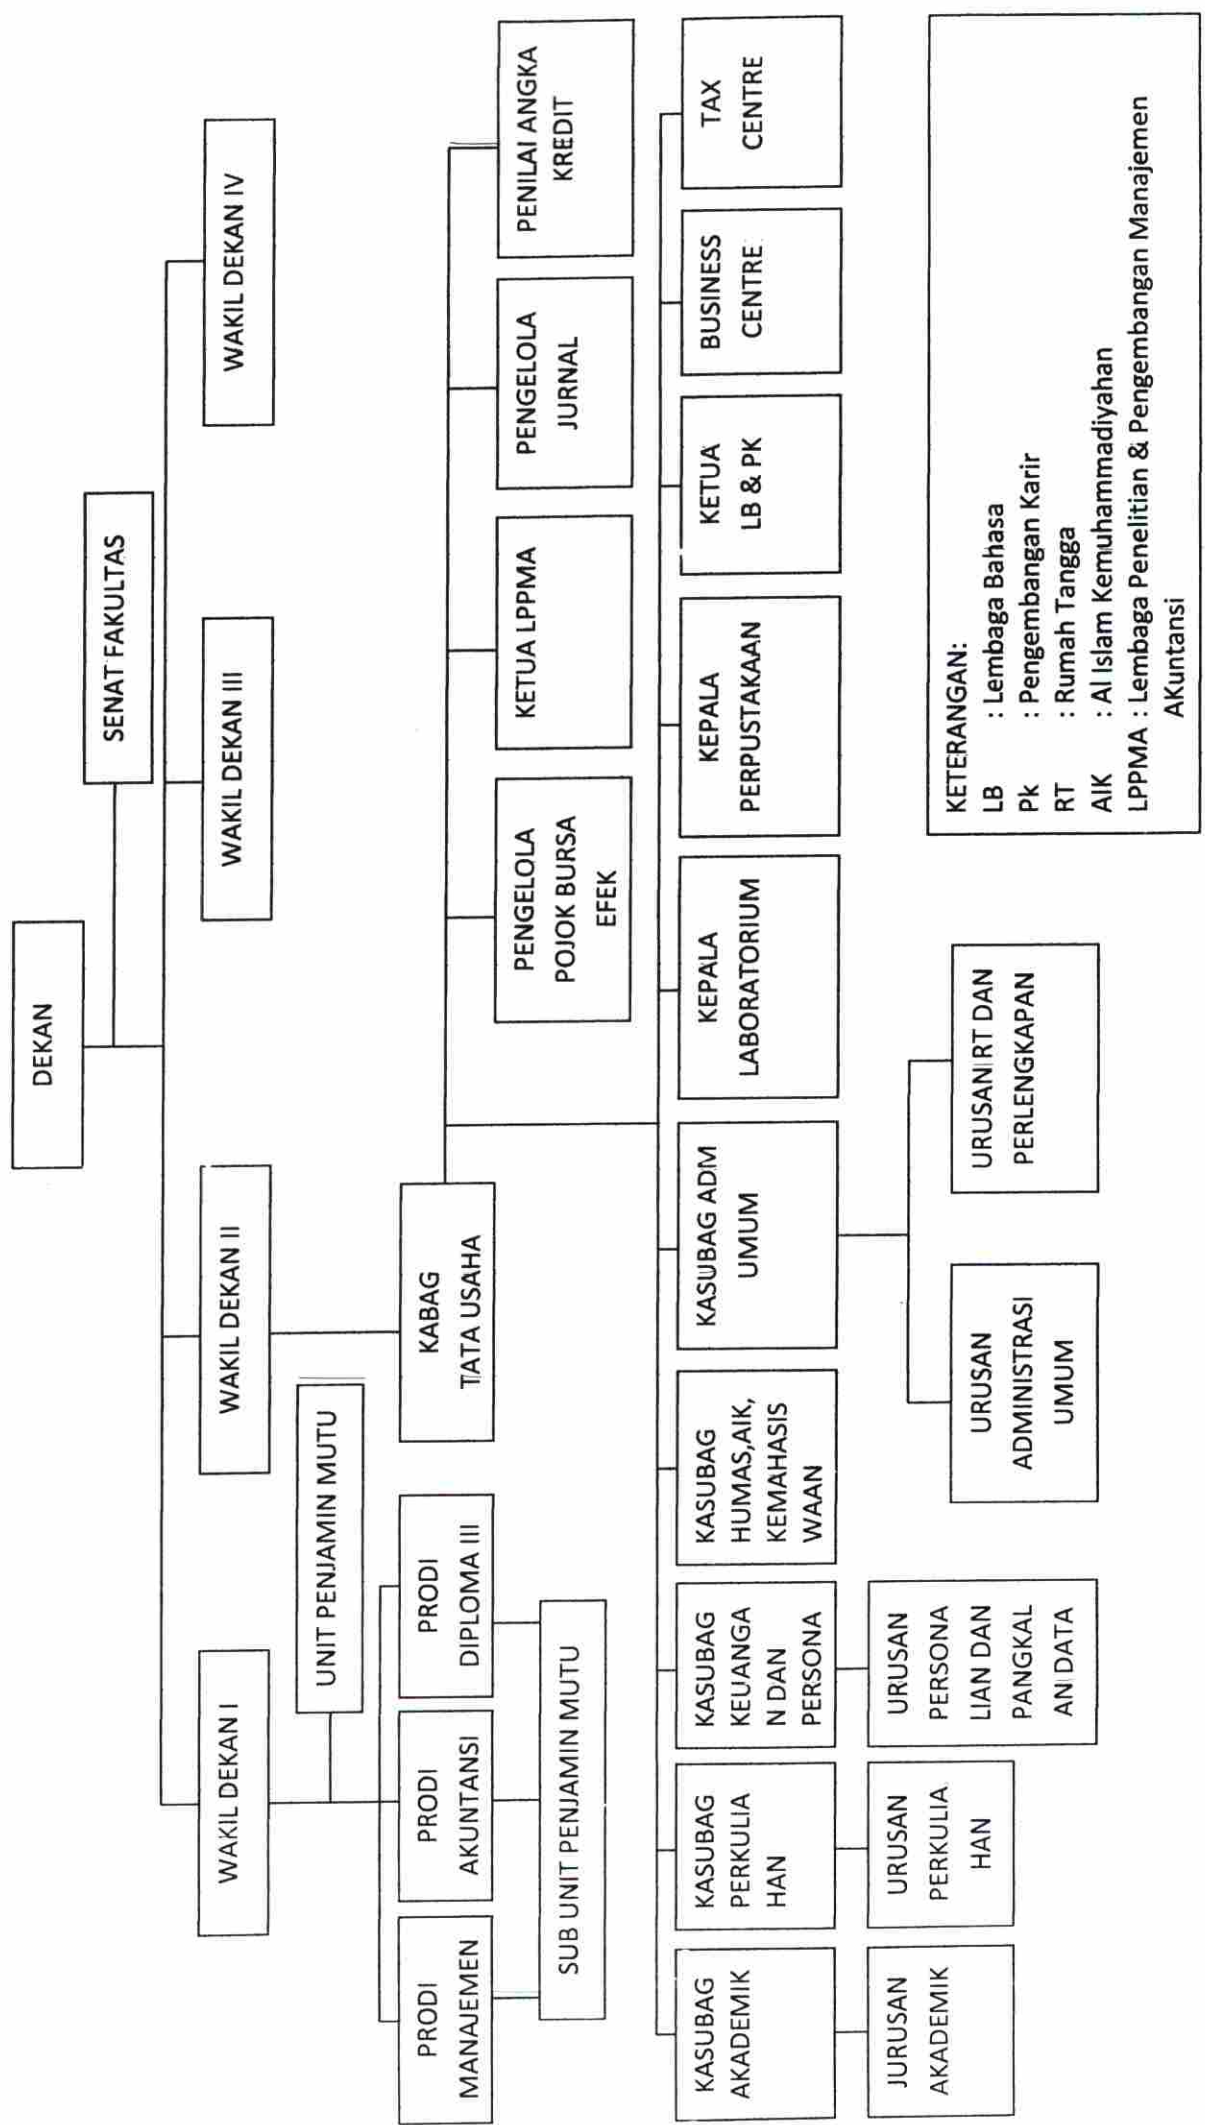 DEKAN
SENAT FAKULTAS
WAKIL DEKAN I
WAKIL DEKAN II
WAKIL DEKAN III
WAKIL DEKAN IV
UNIT PENJAMIN MUTU
PRODI
MANAJEMEN
PRODI
AKUNTANSI
PRODI
DIPLOMA III
KABAG
TATA USAHA
SUB UNIT PENJAMIN MUTU
PENGELOLA
POJOK BURSA
EFEK
KETUA LPPMA
PENGELOLA
JURNAL
PENILAI ANGKA
KREDIT
KASUBAG
AKADEMIK
KASUBAG
PERKULIA
HAN
KASUBAG
KEUANGA
N DAN
PERSONA
KASUBAG
HUMAS,AIK,
KEMAHASIS
WAAN
KASUBAG ADM
UMUM
KEPALA
LABORATORIUM
KEPALA
PERPUSTAKAAN
KETUA
LB & PK
BUSINESS
CENTRE
TAX
CENTRE
JURUSAN
AKADEMIK
URUSAN
PERKULIA
HAN
URUSAN
PERSONA
LIAN DAN
PANGKAL
AN DATA
URUSAN
ADMINISTRASI
UMUM
URUSAN RT DAN
PERLENGKAPAN
KETERANGAN:
LB : Lembaga Bahasa
Pk : Pengembangan Karir
RT : Rumah Tangga
AIK : Al Islam Kemuhammadiyahan
LPPMA : Lembaga Penelitian & Pengembangan Manajemen
AKuntansi